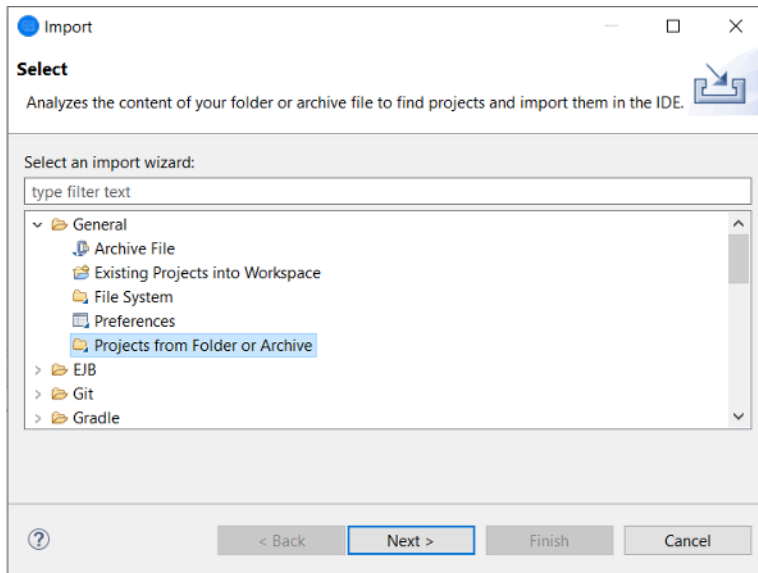 Import
Select
Analyzes the content of your folder or archive file to find projects and import them in the IDE.
Select an import wizard:
type filter text
General
Archive File
Existing Projects into Workspace
File System
Preferences
Projects from Folder or Archive
EJB
Git
Gradle
< Back Next > Finish Cancel